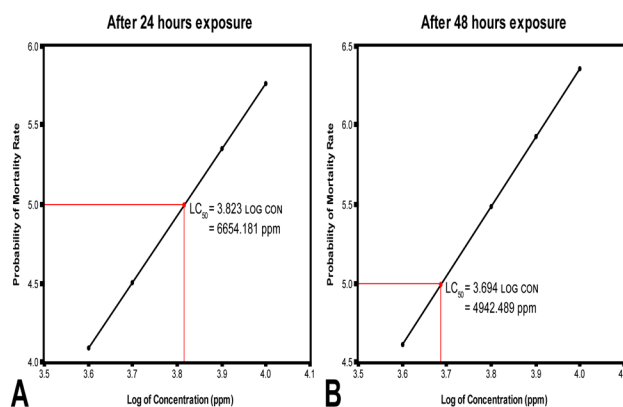 After 24 hours exposure
Probability of Mortality Rate
6.0
5.5
5.0
4.5
4.0
LC50 = 3.823 LOG CON
= 6654.181 ppm
3.5 3.6 3.7 3.8 3.9 4.0 4.1
Log of Concentration (ppm)
A
After 48 hours exposure
Probability of Mortality Rate
6.5
6.0
5.5
5.0
4.5
LC50 = 3.694 LOG CON
= 4942.489 ppm
3.5 3.6 3.7 3.8 3.9 4.0
Log of Concentration (ppm)
B